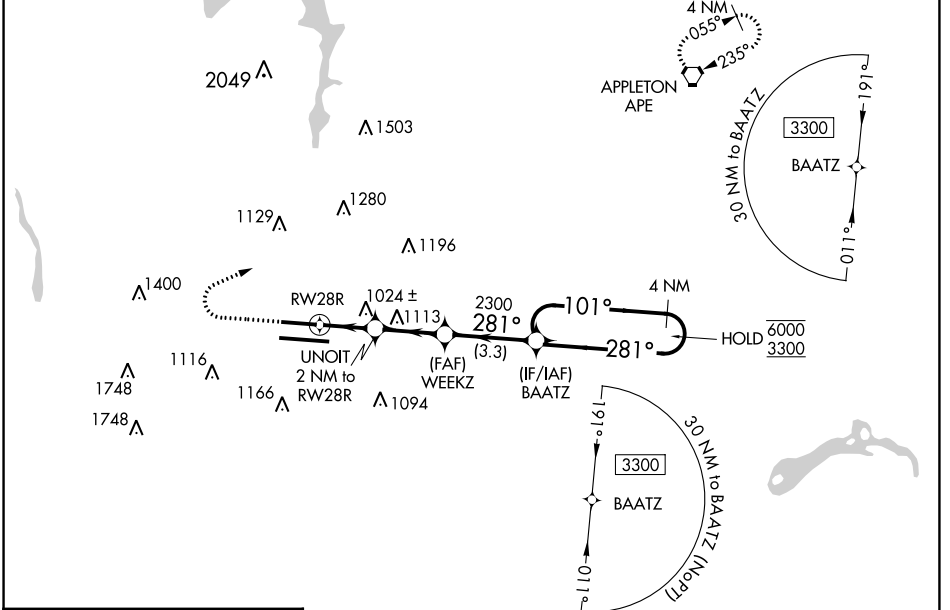 4 NM
055°
235°
APPLETON
APE
2049
1503
191°
3300
BAATZ
30 NM to BAATZ
011°
1280
1129
1196
1400
RW28R
1024 ±
1113
2300
281°
(3.3)
101°
4 NM
HOLD 6000
3300
281°
UNOIT
2 NM to
RW28R
(FAF)
WEEKZ
(IF/IAF)
BAATZ
1116
1748
1166
1094
1748
191°
3300
BAATZ
30 NM to BAATZ (NoPT)
011°